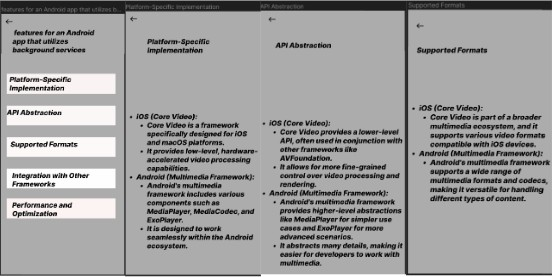 features for an Android app that utilizes b...
features for an Android
app that utilizes
background services
Platform-Specific
Implementation
API Abstraction
Supported Formats
Integration with Other
Frameworks
Performance and
Optimization
Platform-Specific Implementation
Platform-Specific
Implementation
iOS (Core Video):
• Core Video is a framework
specifically designed for iOS
and macOS platforms.
• It provides low-level, hardware-
accelerated video processing
capabilities.
• Android (Multimedia Framework):
• Android's multimedia
framework includes various
components such as
MediaPlayer, MediaCodec, and
ExoPlayer.
• It is designed to work
seamlessly within the Android
ecosystem.
API Abstraction
API Abstraction
• iOS (Core Video):
• Core Video provides a lower-level
API, often used in conjunction with
other frameworks like
AVFoundation.
• It allows for more fine-grained
control over video processing and
rendering.
• Android (Multimedia Framework):
• Android's multimedia framework
provides higher-level abstractions
like MediaPlayer for simpler use
cases and ExoPlayer for more
advanced scenarios.
• It abstracts many details, making it
easier for developers to work with
multimedia.
Supported Formats
Supported Formats
• iOS (Core Video):
• Core Video is part of a broader
multimedia ecosystem, and it
supports various video formats
compatible with iOS devices.
• Android (Multimedia Framework):
• Android's multimedia framework
supports a wide range of
multimedia formats and codecs,
making it versatile for handling
different types of content.